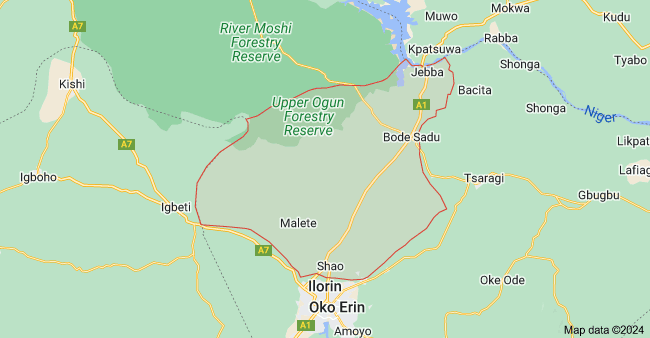 Muwo
Mokwa
Kudu
A7
River Moshi
Forestry
Reserve
Kpatsuwa
Rabba
Jebba
Shonga
Tyabo
Kishi
Bacita
Upper Ogun
Forestry
Reserve
A1
Shonga
Niger
Bode Sadu
Likpat
A7
Lafiag
Igboho
Tsaragi
Gbugbu
Igbeti
Malete
A7
Shao
Ilorin
Oke Ode
Oko Erin
A1
Amoyo
Map data ©2024